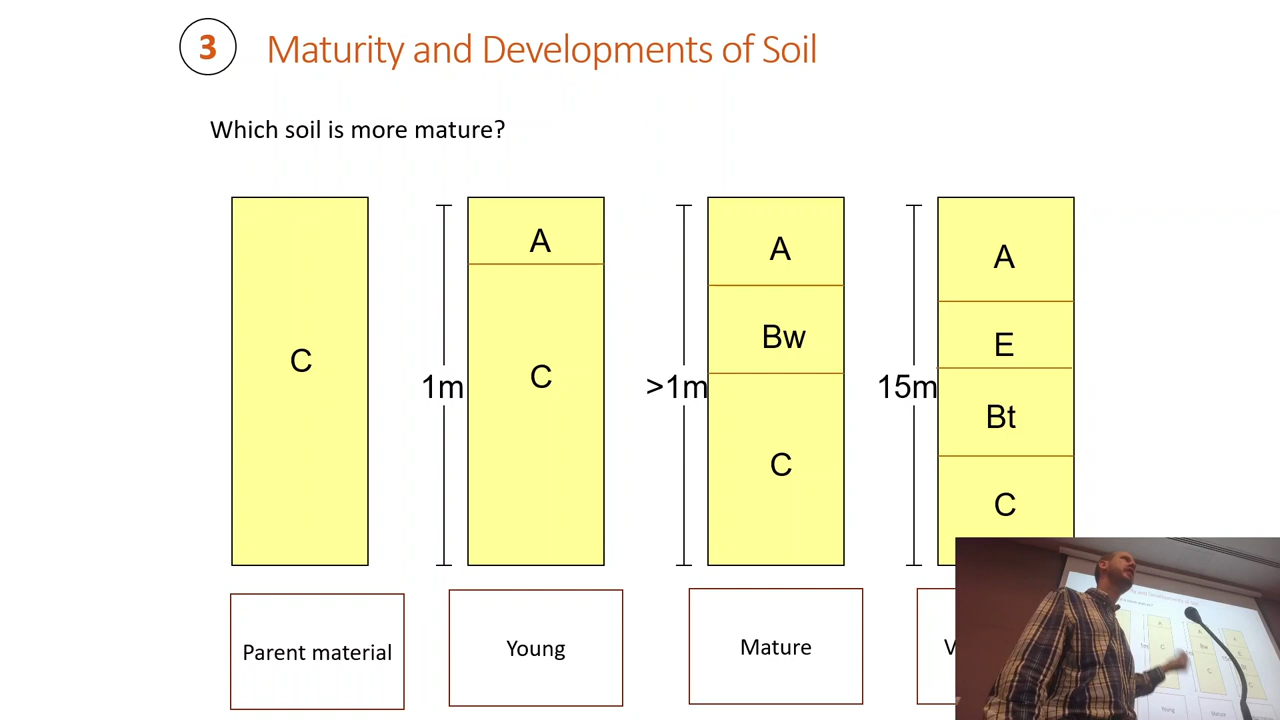 3 Maturity and Developments of Soil
Which soil is more mature?
C
1m
A
C
>1m
A
Bw
C
15m
A
E
Bt
C
Parent material
Young
Mature